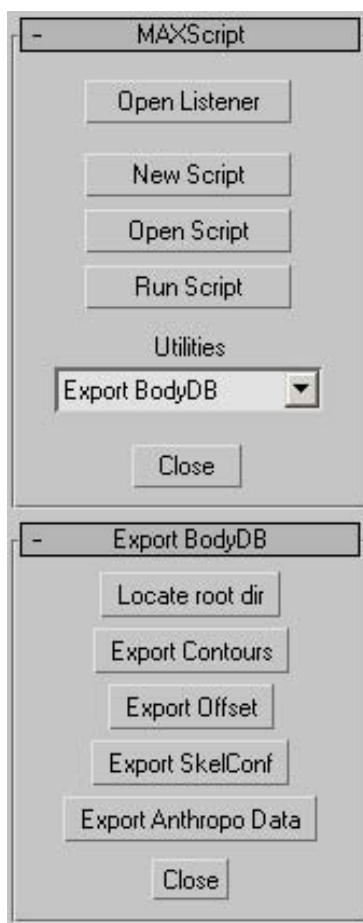 - MAXScript
Open Listener
New Script
Open Script
Run Script
Utilities
Export BodyDB
Close
- Export BodyDB
Locate root dir
Export Contours
Export Offset
Export SkelConf
Export Anthropo Data
Close